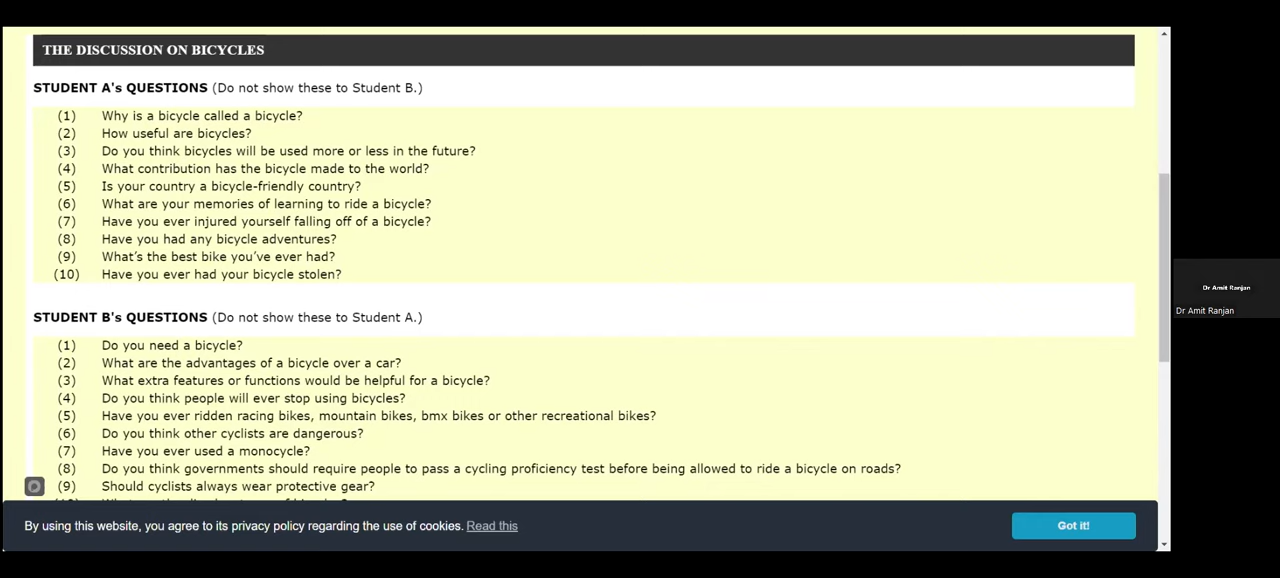 THE DISCUSSION ON BICYCLES
STUDENT A's QUESTIONS (Do not show these to Student B.)
(1) Why is a bicycle called a bicycle?
(2) How useful are bicycles?
(3) Do you think bicycles will be used more or less in the future?
(4) What contribution has the bicycle made to the world?
(5) Is your country a bicycle-friendly country?
(6) What are your memories of learning to ride a bicycle?
(7) Have you ever injured yourself falling off of a bicycle?
(8) Have you had any bicycle adventures?
(9) What's the best bike you've ever had?
(10) Have you ever had your bicycle stolen?
STUDENT B's QUESTIONS (Do not show these to Student A.)
(1) Do you need a bicycle?
(2) What are the advantages of a bicycle over a car?
(3) What extra features or functions would be helpful for a bicycle?
(4) Do you think people will ever stop using bicycles?
(5) Have you ever ridden racing bikes, mountain bikes, bmx bikes or other recreational bikes?
(6) Do you think other cyclists are dangerous?
(7) Have you ever used a monocycle?
(8) Do you think governments should require people to pass a cycling proficiency test before being allowed to ride a bicycle on roads?
(9) Should cyclists always wear protective gear?
By using this website, you agree to its privacy policy regarding the use of cookies. Read this
Got it!
Dr Amit Ranjan
Dr Amit Ranjan